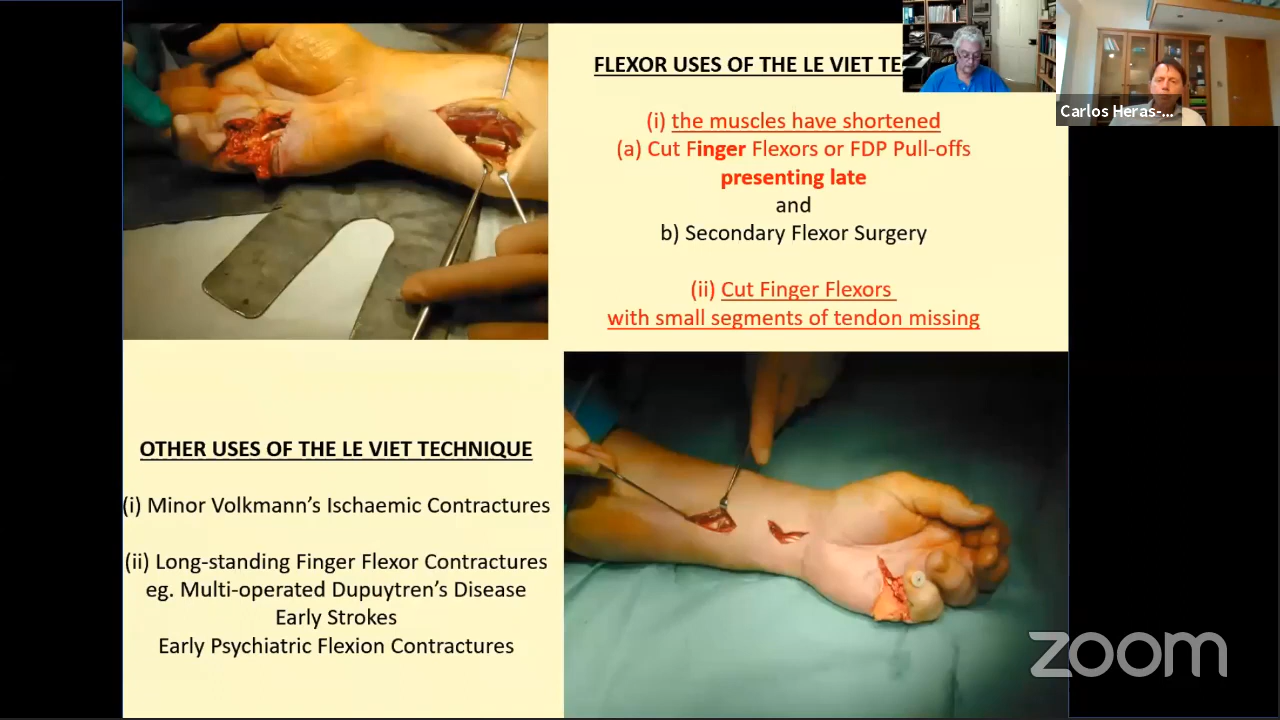 FLEXOR USES OF THE LE VIET TE
(i) the muscles have shortened
(a) Cut Finger Flexors or FDP Pull-offs
presenting late
and
b) Secondary Flexor Surgery
(ii) Cut Finger Flexors
with small segments of tendon missing
OTHER USES OF THE LE VIET TECHNIQUE
(i) Minor Volkmann's Ischaemic Contractures
(ii) Long-standing Finger Flexor Contractures
eg. Multi-operated Dupuytren's Disease
Early Strokes
Early Psychiatric Flexion Contractures
Carlos Heras-...
zoom